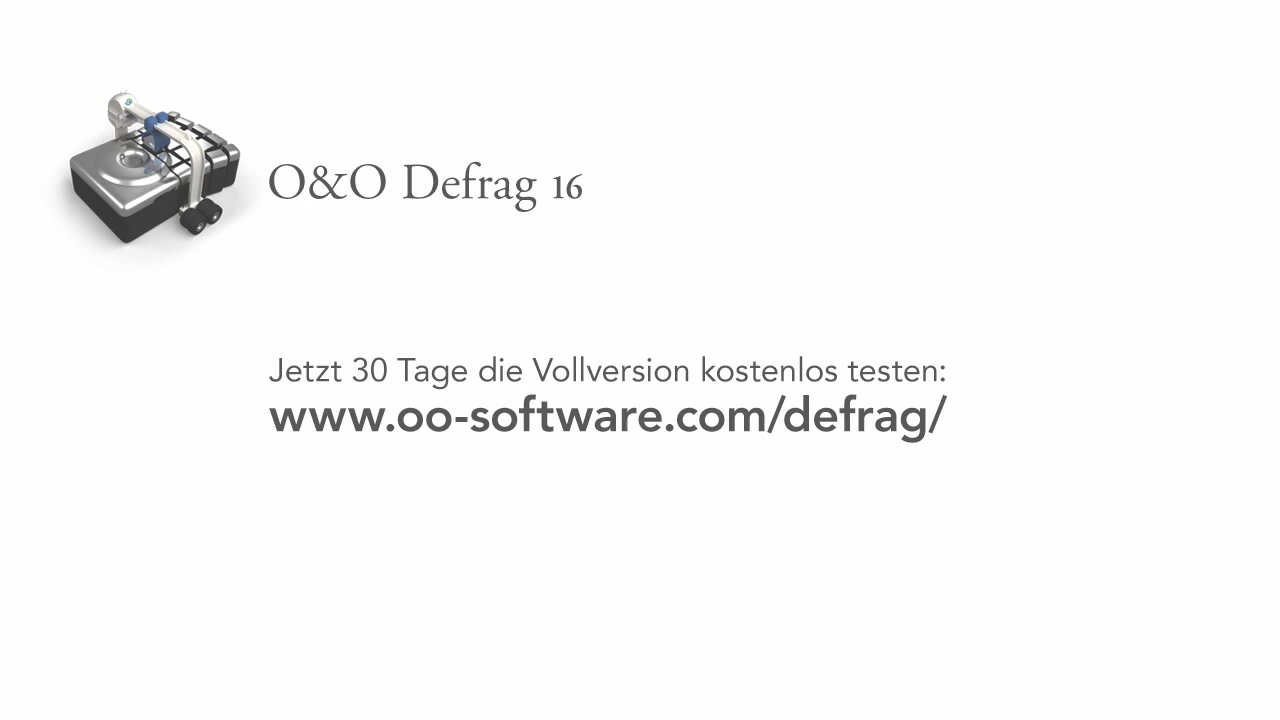 O&O Defrag 16
Jetzt 30 Tage die Vollversion kostenlos testen:
www.oo-software.com/defrag/